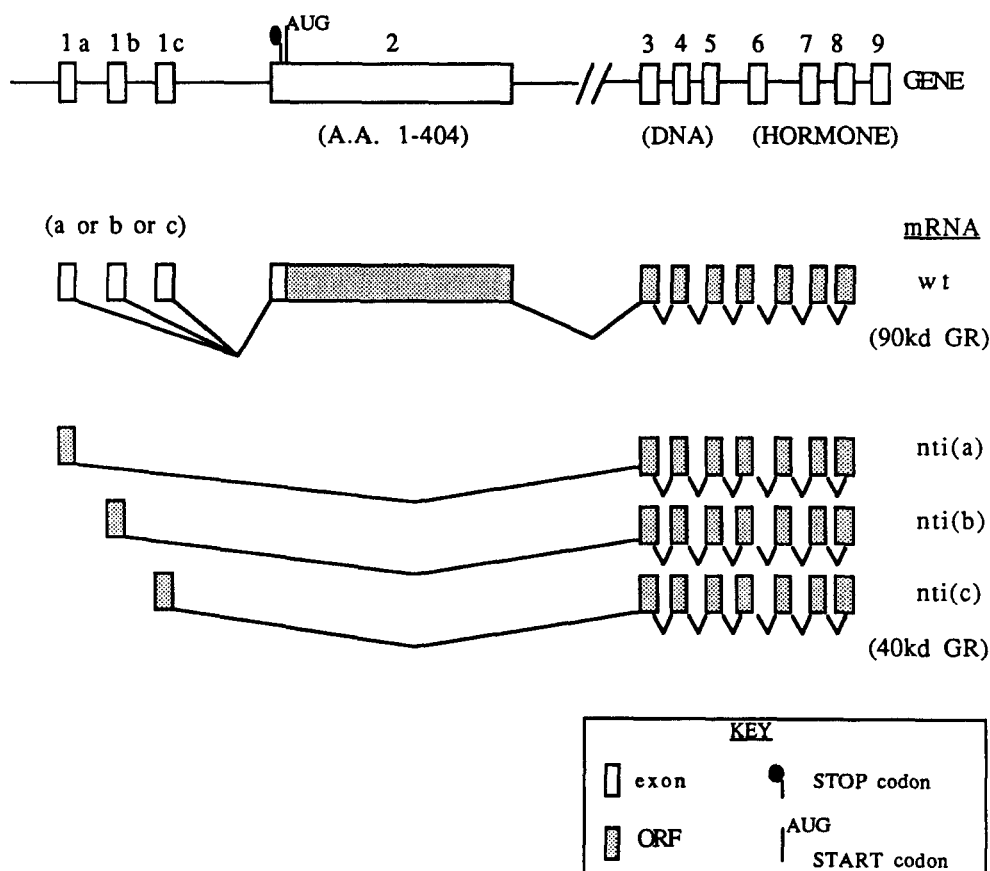 AUG
1a 1b 1c 2 3 4 5 6 7 8 9
GENE
(A.A. 1-404) (DNA) (HORMONE)
(a or b or c) mRNA
wt
(90kd GR)
nti(a)
nti(b)
nti(c)
(40kd GR)
KEY
exon STOP codon
AUG
ORF START codon